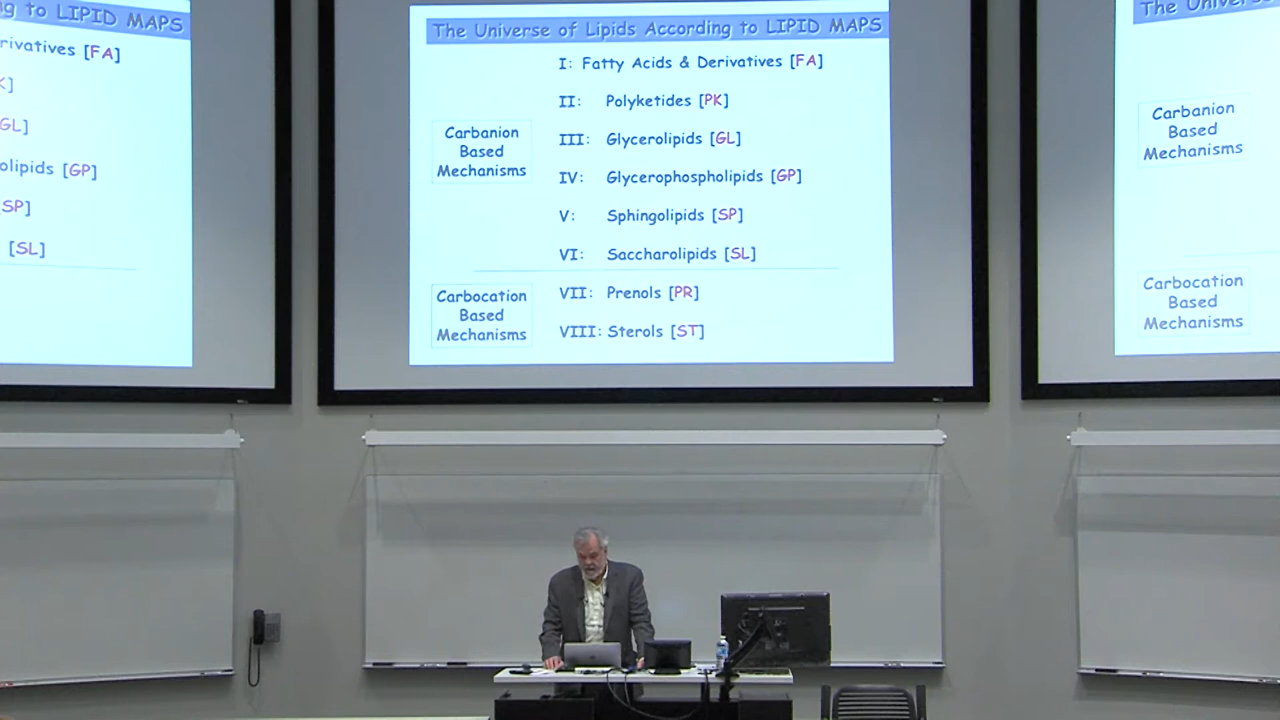 g to LIPID MAPS
rivatives [FA]
K]
GL]
olipids [GP]
SP]
[SL]
The Universe of Lipids According to LIPID MAPS
I: Fatty Acids & Derivatives [FA]
II: Polyketides [PK]
Carbanion
Based
Mechanisms
III: Glycerolipids [GL]
IV: Glycerophospholipids [GP]
V: Sphingolipids [SP]
VI: Saccharolipids [SL]
Carbocation
Based
Mechanisms
VII: Prenols [PR]
VIII: Sterols [ST]
The Univers
Carbanion
Based
Mechanisms
Carbocation
Based
Mechanisms